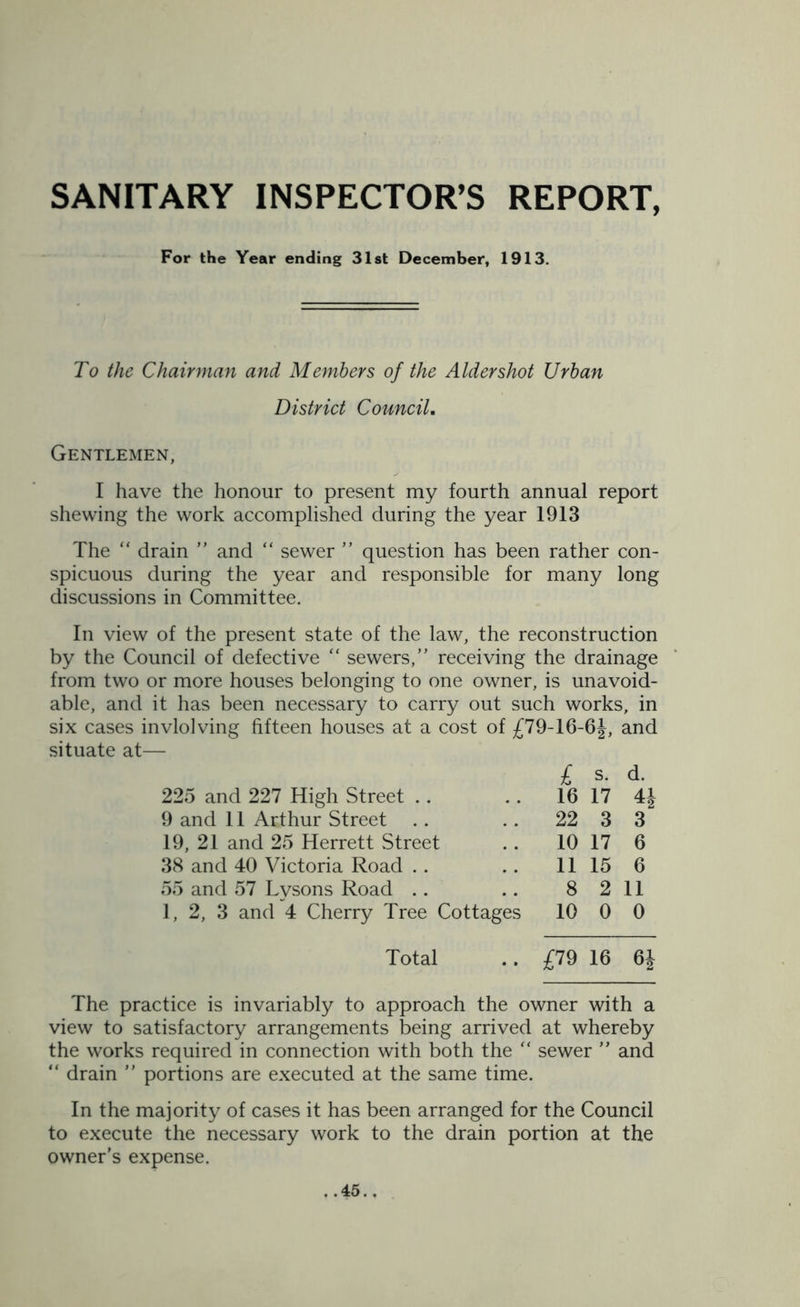 SANITARY INSPECTOR’S REPORT,
For the Year ending 31st December, 1913.
To the Chairman and Members of the Aldershot Urban
District Council.
GENTLEMEN,
I have the honour to present my fourth annual report
shewing the work accomplished during the year 1913
The “ drain ” and “ sewer ” question has been rather con-
spicuous during the year and responsible for many long
discussions in Committee.
In view of the present state of the law, the reconstruction
by the Council of defective “ sewers,” receiving the drainage
from two or more houses belonging to one owner, is unavoid-
able, and it has been necessary to carry out such works, in
six cases invlolving fifteen houses at a cost of £79-16-6½, and
situate at—
£ s. d.
225 and 227 High Street . . . . 16 17 4½
9 and 11 Arthur Street . . . . 22 3 3
19, 21 and 25 Herrett Street . . 10 17 6
38 and 40 Victoria Road . . . . 11 15 6
55 and 57 Lysons Road . . . . 8 2 11
1, 2, 3 and 4 Cherry Tree Cottages 10 0 0
Total . . £79 16 6½
The practice is invariably to approach the owner with a
view to satisfactory arrangements being arrived at whereby
the works required in connection with both the “ sewer ” and
“ drain ” portions are executed at the same time.
In the majority of cases it has been arranged for the Council
to execute the necessary work to the drain portion at the
owner’s expense.
. . 45 . .